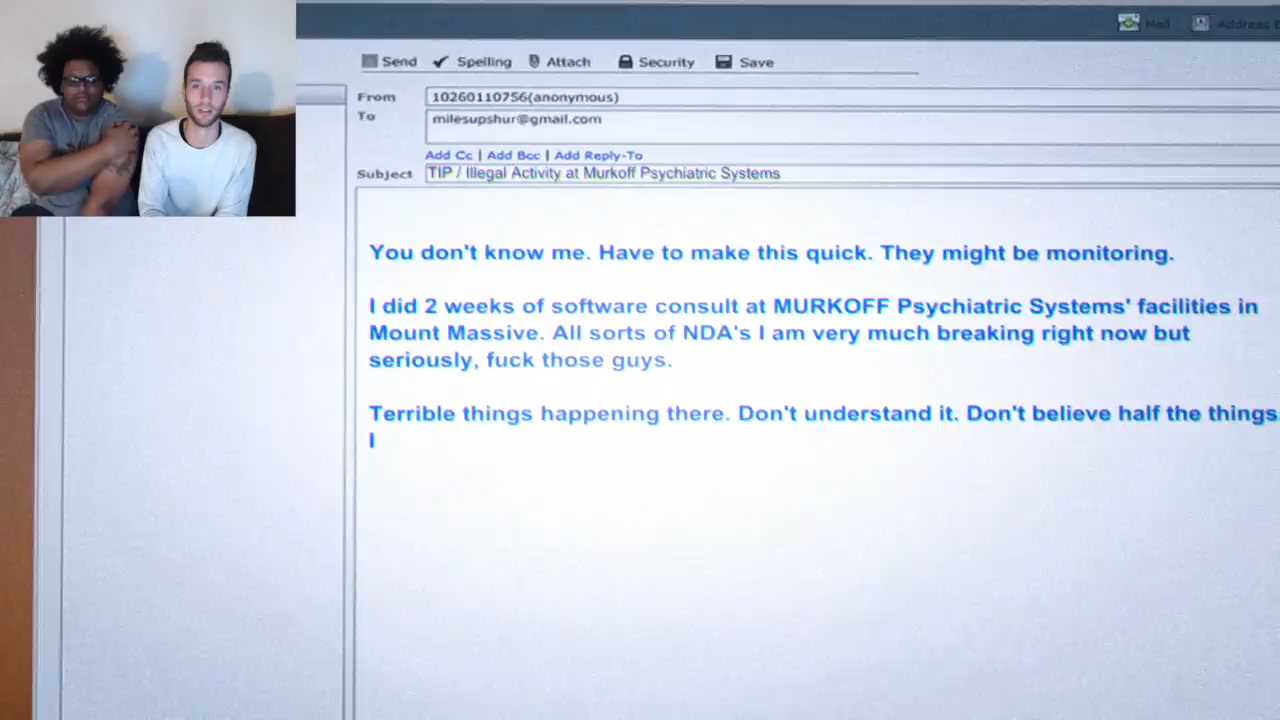 Mail Address
Send Spelling Attach Security Save
From 10260110756(anonymous)
To milesupshur@gmail.com
Add Cc | Add Bcc | Add Reply-To
Subject TIP / Illegal Activity at Murkoff Psychiatric Systems
You don't know me. Have to make this quick. They might be monitoring.
I did 2 weeks of software consult at MURKOFF Psychiatric Systems' facilities in
Mount Massive. All sorts of NDA's I am very much breaking right now but
seriously, fuck those guys.
Terrible things happening there. Don't understand it. Don't believe half the things
I